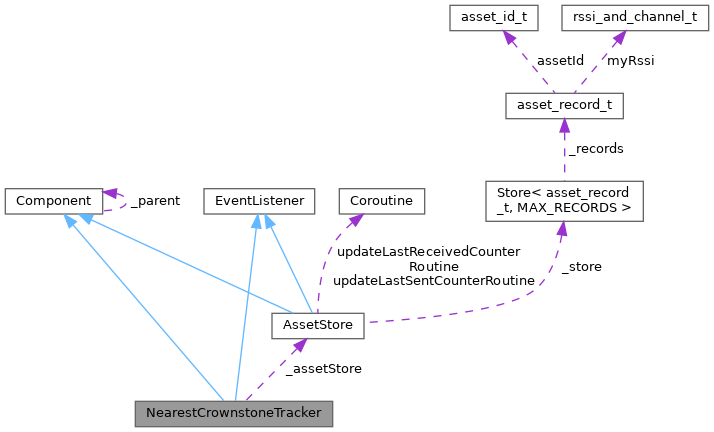 asset_id_t
rssi_and_channel_t
assetId
myRssi
asset_record_t
_records
Component
_parent
EventListener
Coroutine
Store< asset_record
_t, MAX_RECORDS >
updateLastReceivedCounter
Routine
updateLastSentCounterRoutine
_store
AssetStore
_assetStore
NearestCrownstoneTracker